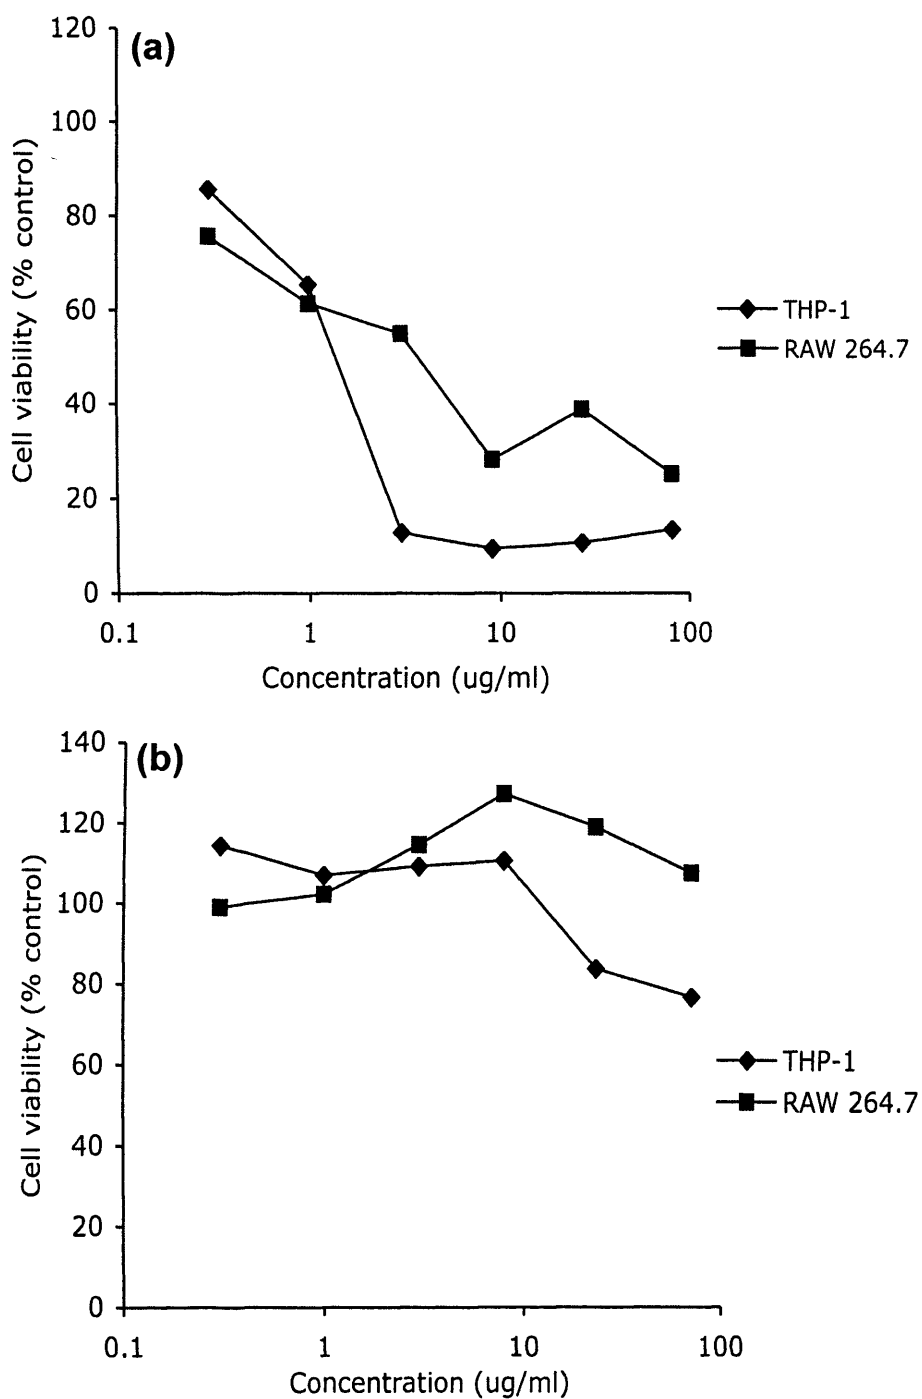 (a)
120
100
80
60
40
20
0
Cell viability (% control)
0.1 1 10 100
Concentration (ug/ml)
THP-1
RAW 264.7
(b)
140
120
100
80
60
40
20
0
Cell viability (% control)
0.1 1 10 100
Concentration (ug/ml)
THP-1
RAW 264.7